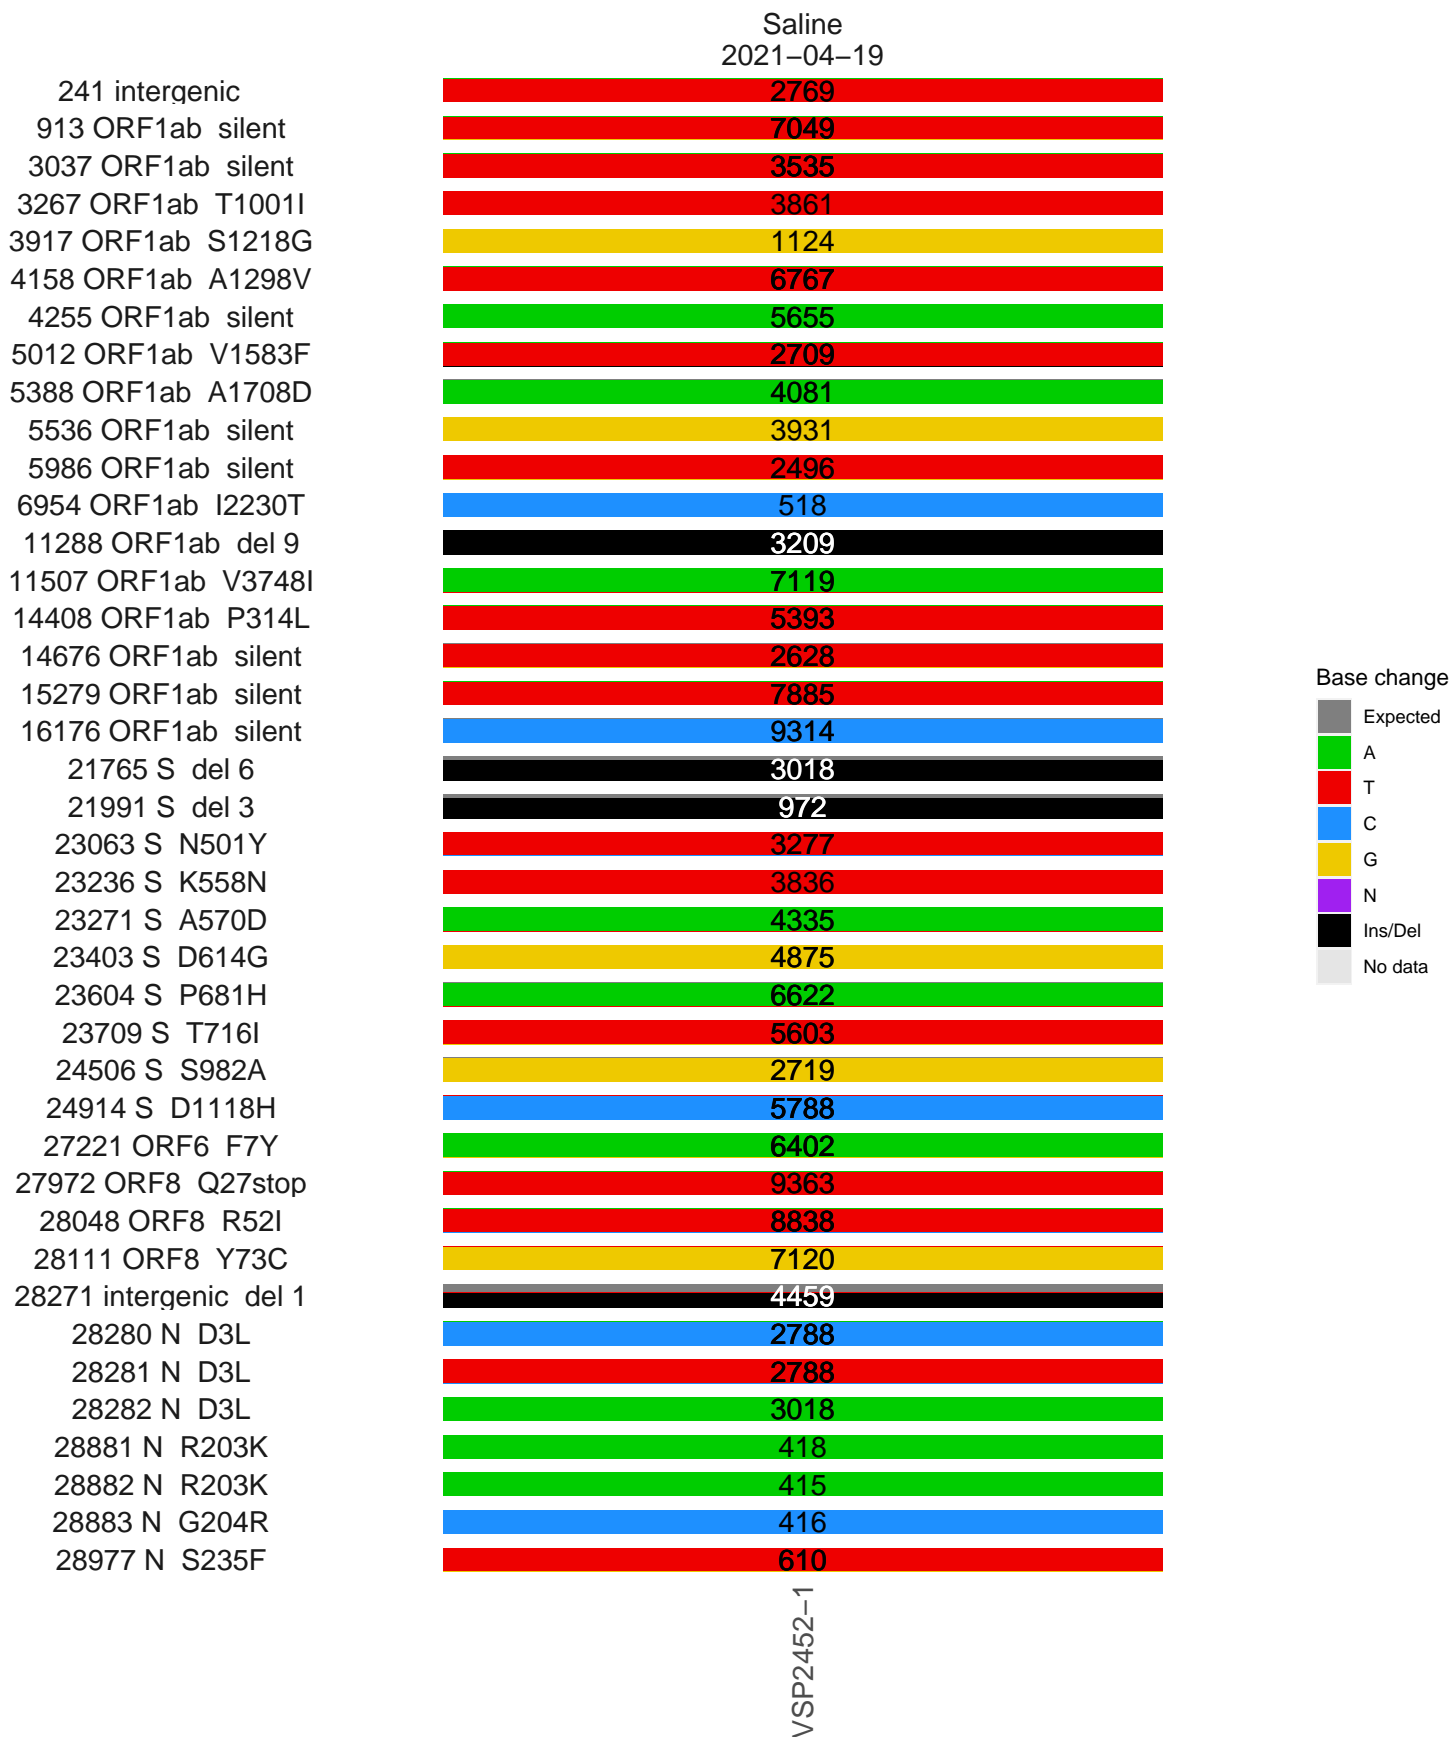 Saline
2021−04−19
241 intergenic 2769
913 ORF1ab silent 7049
3037 ORF1ab silent 3535
3267 ORF1ab T1001I 3861
3917 ORF1ab S1218G 1124
4158 ORF1ab A1298V 6767
4255 ORF1ab silent 5655
5012 ORF1ab V1583F 2709
5388 ORF1ab A1708D 4081
5536 ORF1ab silent 3931
5986 ORF1ab silent 2496
6954 ORF1ab I2230T 518
11288 ORF1ab del 9 3209
11507 ORF1ab V3748I 7119
14408 ORF1ab P314L 5393
14676 ORF1ab silent 2628
15279 ORF1ab silent 7885
16176 ORF1ab silent 9314
21765 S del 6 3018
21991 S del 3 972
23063 S N501Y 3277
23236 S K558N 3836
23271 S A570D 4335
23403 S D614G 4875
23604 S P681H 6622
23709 S T716I 5603
24506 S S982A 2719
24914 S D1118H 5788
27221 ORF6 F7Y 6402
27972 ORF8 Q27stop 9363
28048 ORF8 R52I 8838
28111 ORF8 Y73C 7120
28271 intergenic del 1 4459
28280 N D3L 2788
28281 N D3L 2788
28282 N D3L 3018
28881 N R203K 418
28882 N R203K 415
28883 N G204R 416
28977 N S235F 610
VSP2452−1
Base change
Expected
A
T
C
G
N
Ins/Del
No data